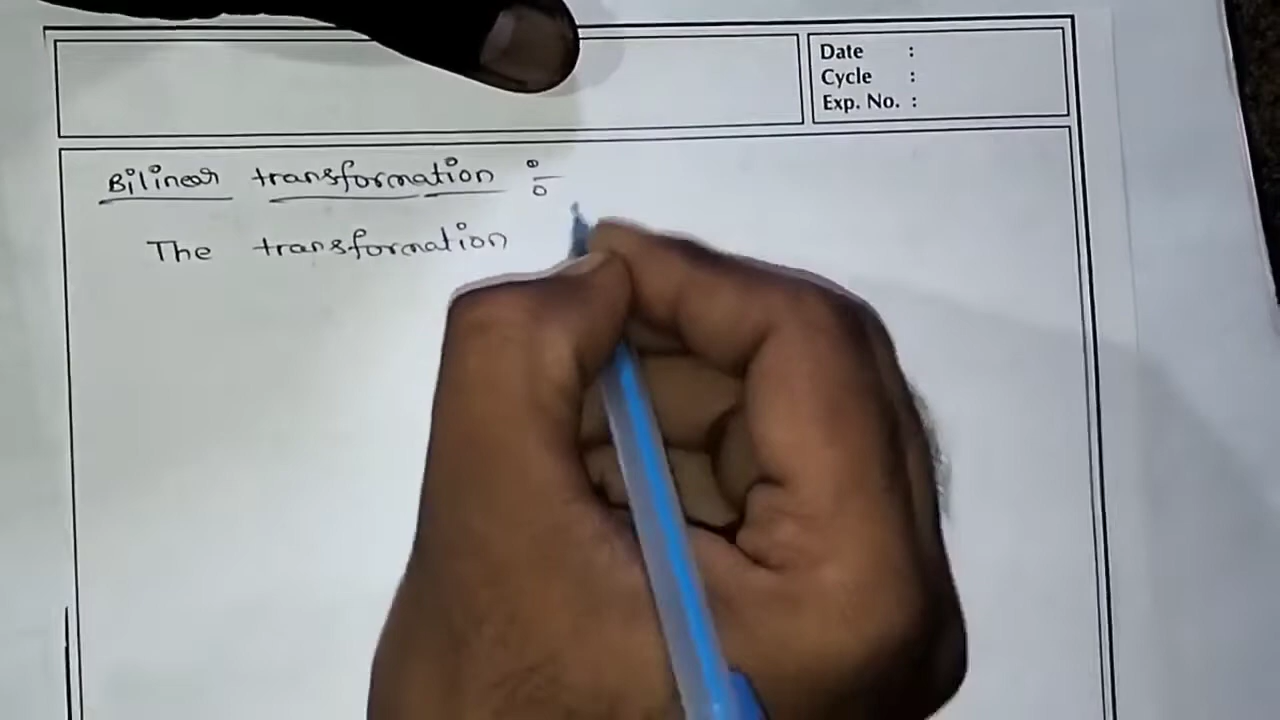 Date :
Cycle :
Exp. No. :
Bilinear transformation :-
The transformation